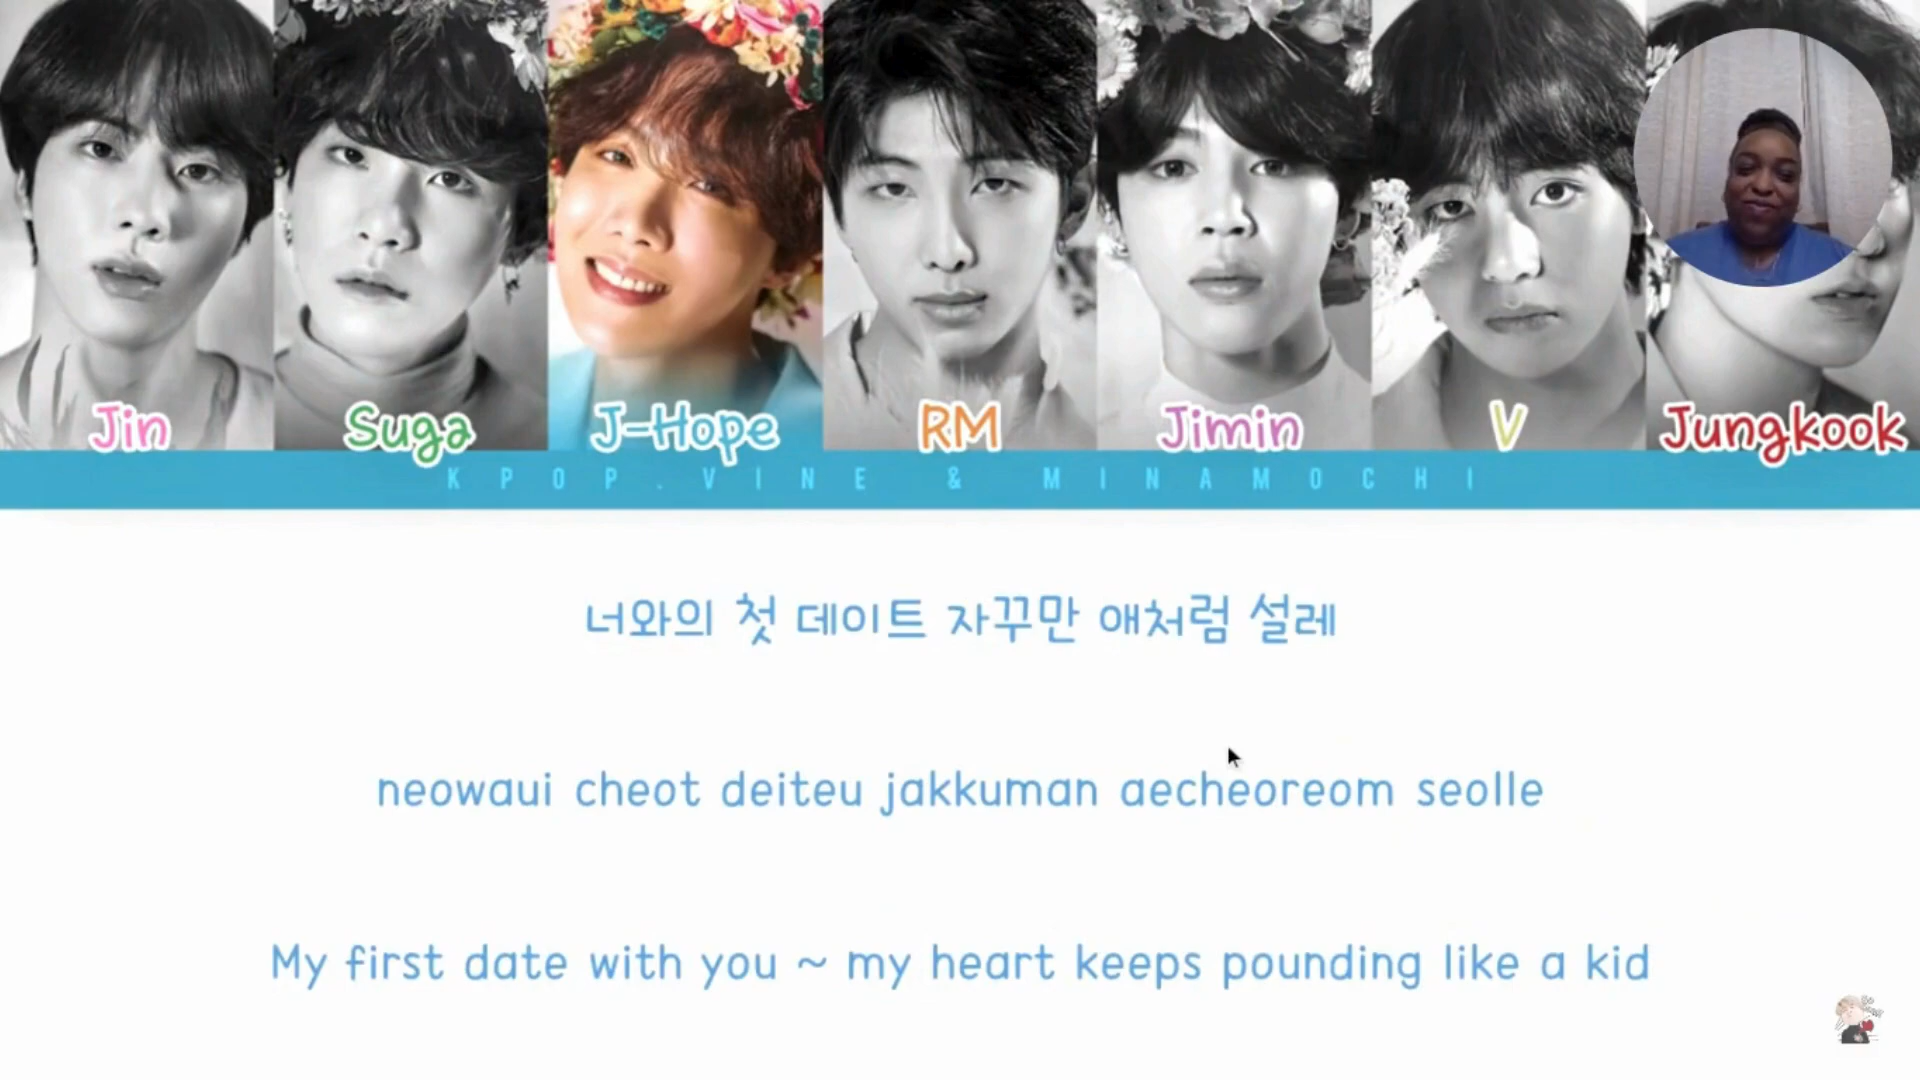 Jin Suga J-Hope RM Jimin V Jungkook
KPOP.VINE & MINAMOCHI
너와의 첫 데이트 자꾸만 애처럼 설레
neowaui cheot deiteu jakkuman aecheoreom seolle
My first date with you ~ my heart keeps pounding like a kid